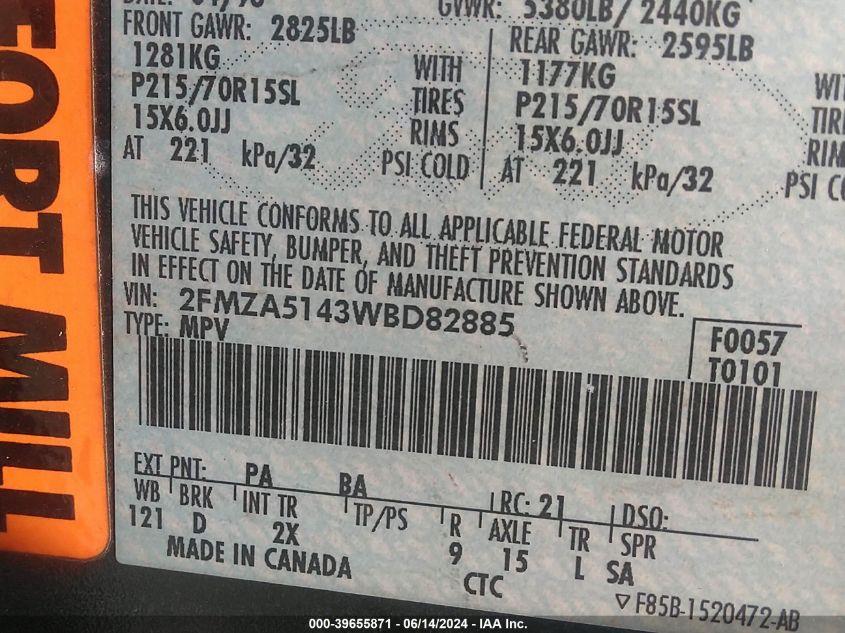 GVWR: 5380LB/ 2440KG
FRONT GAWR: 2825LB
1281KG
P215/70R15SL
15X6.0JJ
AT 221 kPa/32
WITH
TIRES
RIMS
PSI COLD
REAR GAWR: 2595LB
1177KG
P215/70R15SL
15X6.0JJ
AT 221 kPa/32
PSI
THIS VEHICLE CONFORMS TO ALL APPLICABLE FEDERAL MOTOR
VEHICLE SAFETY, BUMPER, AND THEFT PREVENTION STANDARDS
IN EFFECT ON THE DATE OF MANUFACTURE SHOWN ABOVE.
VIN: 2FMZA5143WBD82885
TYPE: MPV
F0057
T0101
EXT PNT: PA BA RC: 21 DSO:
WB BRK INT TR TP/PS R AXLE TR SPR
121 D 2X 9 15 L SA
MADE IN CANADA CTC
▽ F85B-1520472-AB
FORT MILL
000-39655871 - 06/14/2024 - IAA Inc.